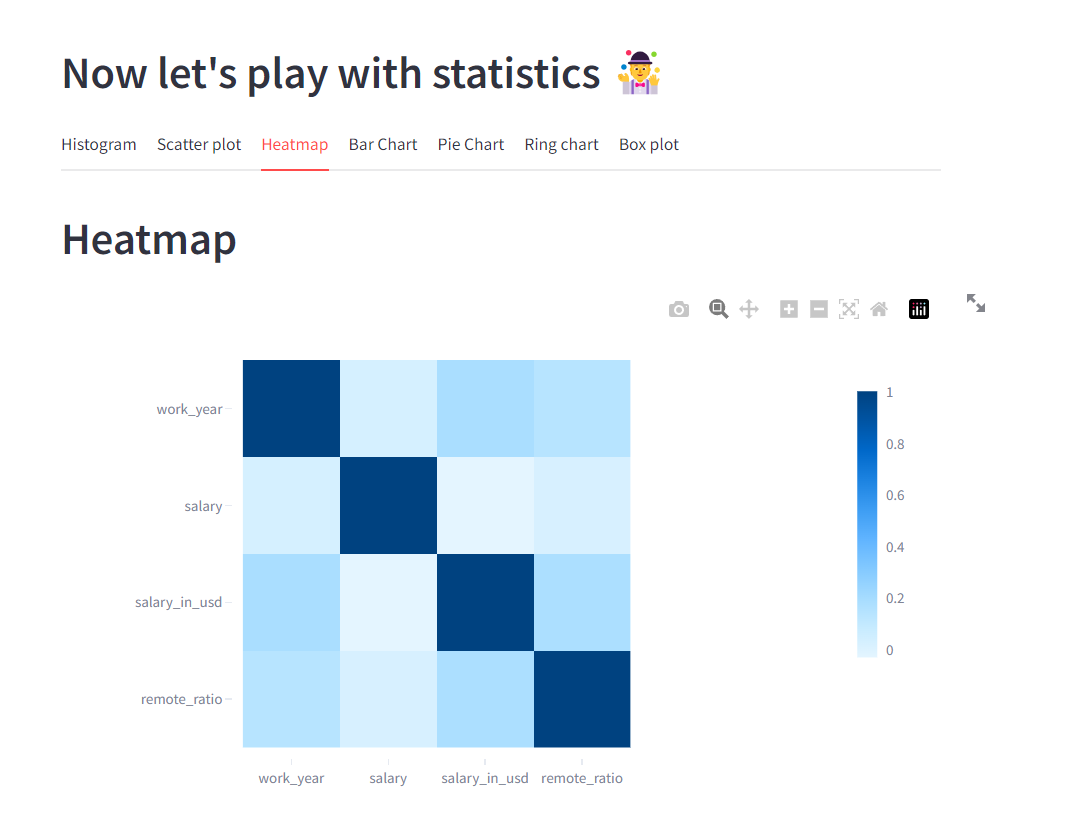 Now let's play with statistics
Histogram Scatter plot Heatmap Bar Chart Pie Chart Ring chart Box plot
Heatmap
work_year
salary
salary_in_usd
remote_ratio
work_year salary salary_in_usd remote_ratio
1
0.8
0.6
0.4
0.2
0